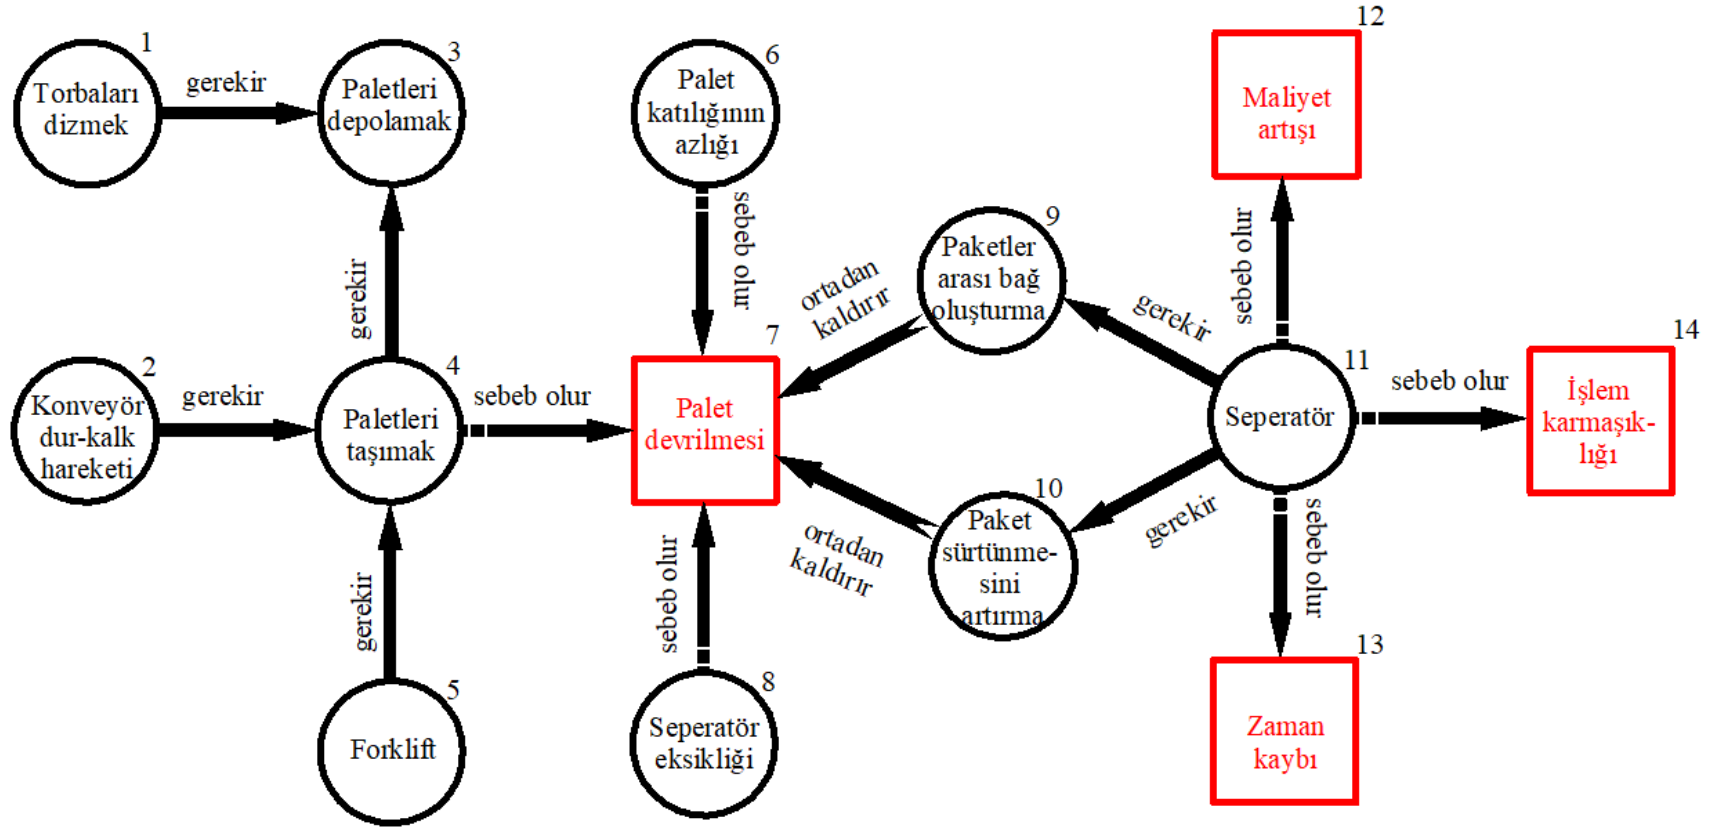 1
Torbaları
dizmek
gerekir
3
Paletleri
depolamak
2
Konveyör
dur-kalk
hareketi
gerekir
gerekir
4
Paletleri
taşımak
gerekir
5
Forklift
sebeb olur
6
Palet
katılığının
azlığı
sebeb olur
7
Palet
devrilmesi
sebeb olur
8
Seperatör
eksikliği
ortadan
kaldırır
9
Paketler
arası bağ
oluşturma
gerekir
ortadan
kaldırır
10
Paket
sürtünme-
sini
artırma
gerekir
11
Seperatör
sebeb olur
12
Maliyet
artışı
sebeb olur
14
İşlem
karmaşık-
lığı
sebeb olur
13
Zaman
kaybı